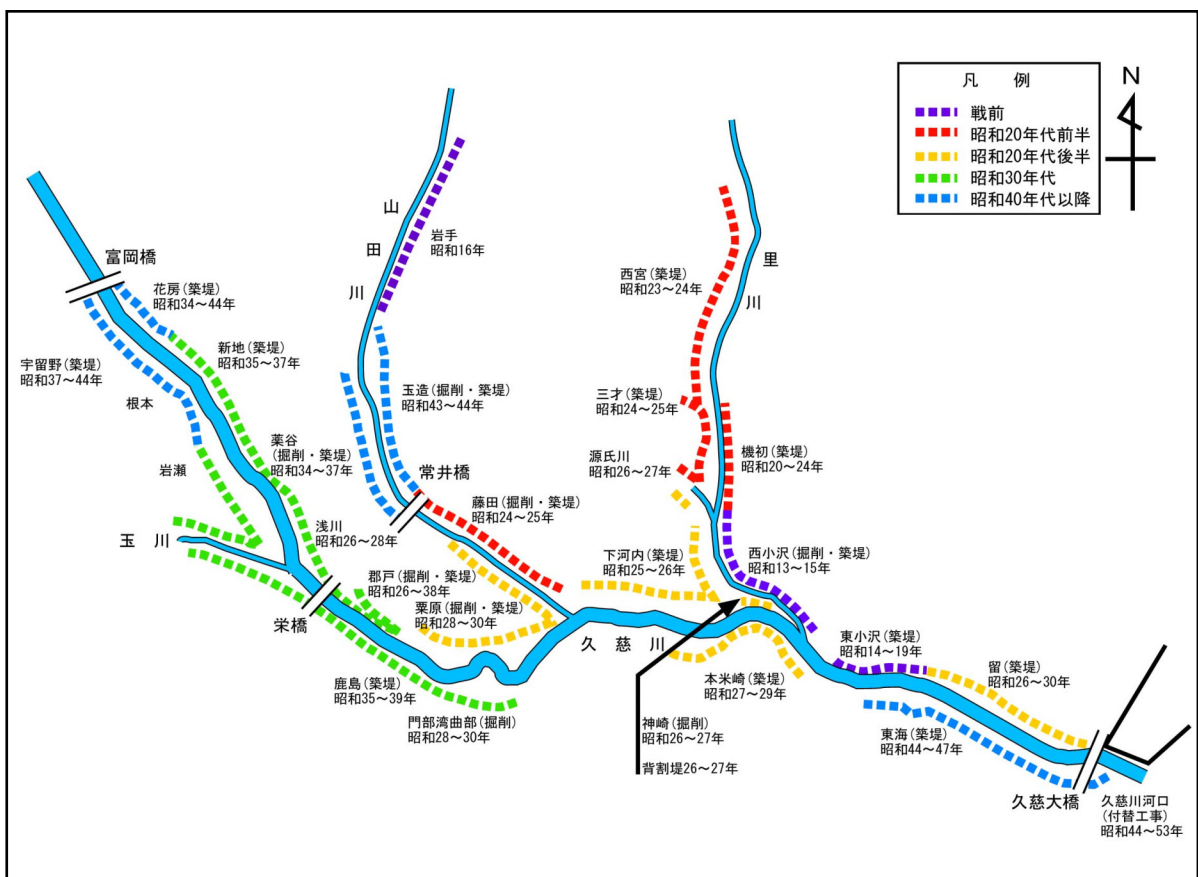 凡 例
戦前
昭和20年代前半
昭和20年代後半
昭和30年代
昭和40年代以降
N
富岡橋
花房(築堤)
昭和34~44年
新地(築堤)
昭和35~37年
宇留野(築堤)
昭和37~44年
根本
岩瀬
薬谷
(掘削・築堤)
昭和34~37年
玉 川
浅川
昭和26~28年
栄橋
郡戸(掘削・築堤)
昭和26~38年
粟原(掘削・築堤)
昭和28~30年
鹿島(築堤)
昭和35~39年
門部湾曲部(掘削)
昭和28~30年
山田川
岩手
昭和16年
玉造(掘削・築堤)
昭和43~44年
常井橋
藤田(掘削・築堤)
昭和24~25年
里川
西宮(築堤)
昭和23~24年
三才(築堤)
昭和24~25年
源氏川
昭和26~27年
機初(築堤)
昭和20~24年
下河内(築堤)
昭和25~26年
西小沢(掘削・築堤)
昭和13~15年
久 慈 川
本米崎(築堤)
昭和27~29年
神崎(掘削)
昭和26~27年
背割堤26~27年
東小沢(築堤)
昭和14~19年
留(築堤)
昭和26~30年
東海(築堤)
昭和44~47年
久慈大橋
久慈川河口
(付替工事)
昭和44~53年